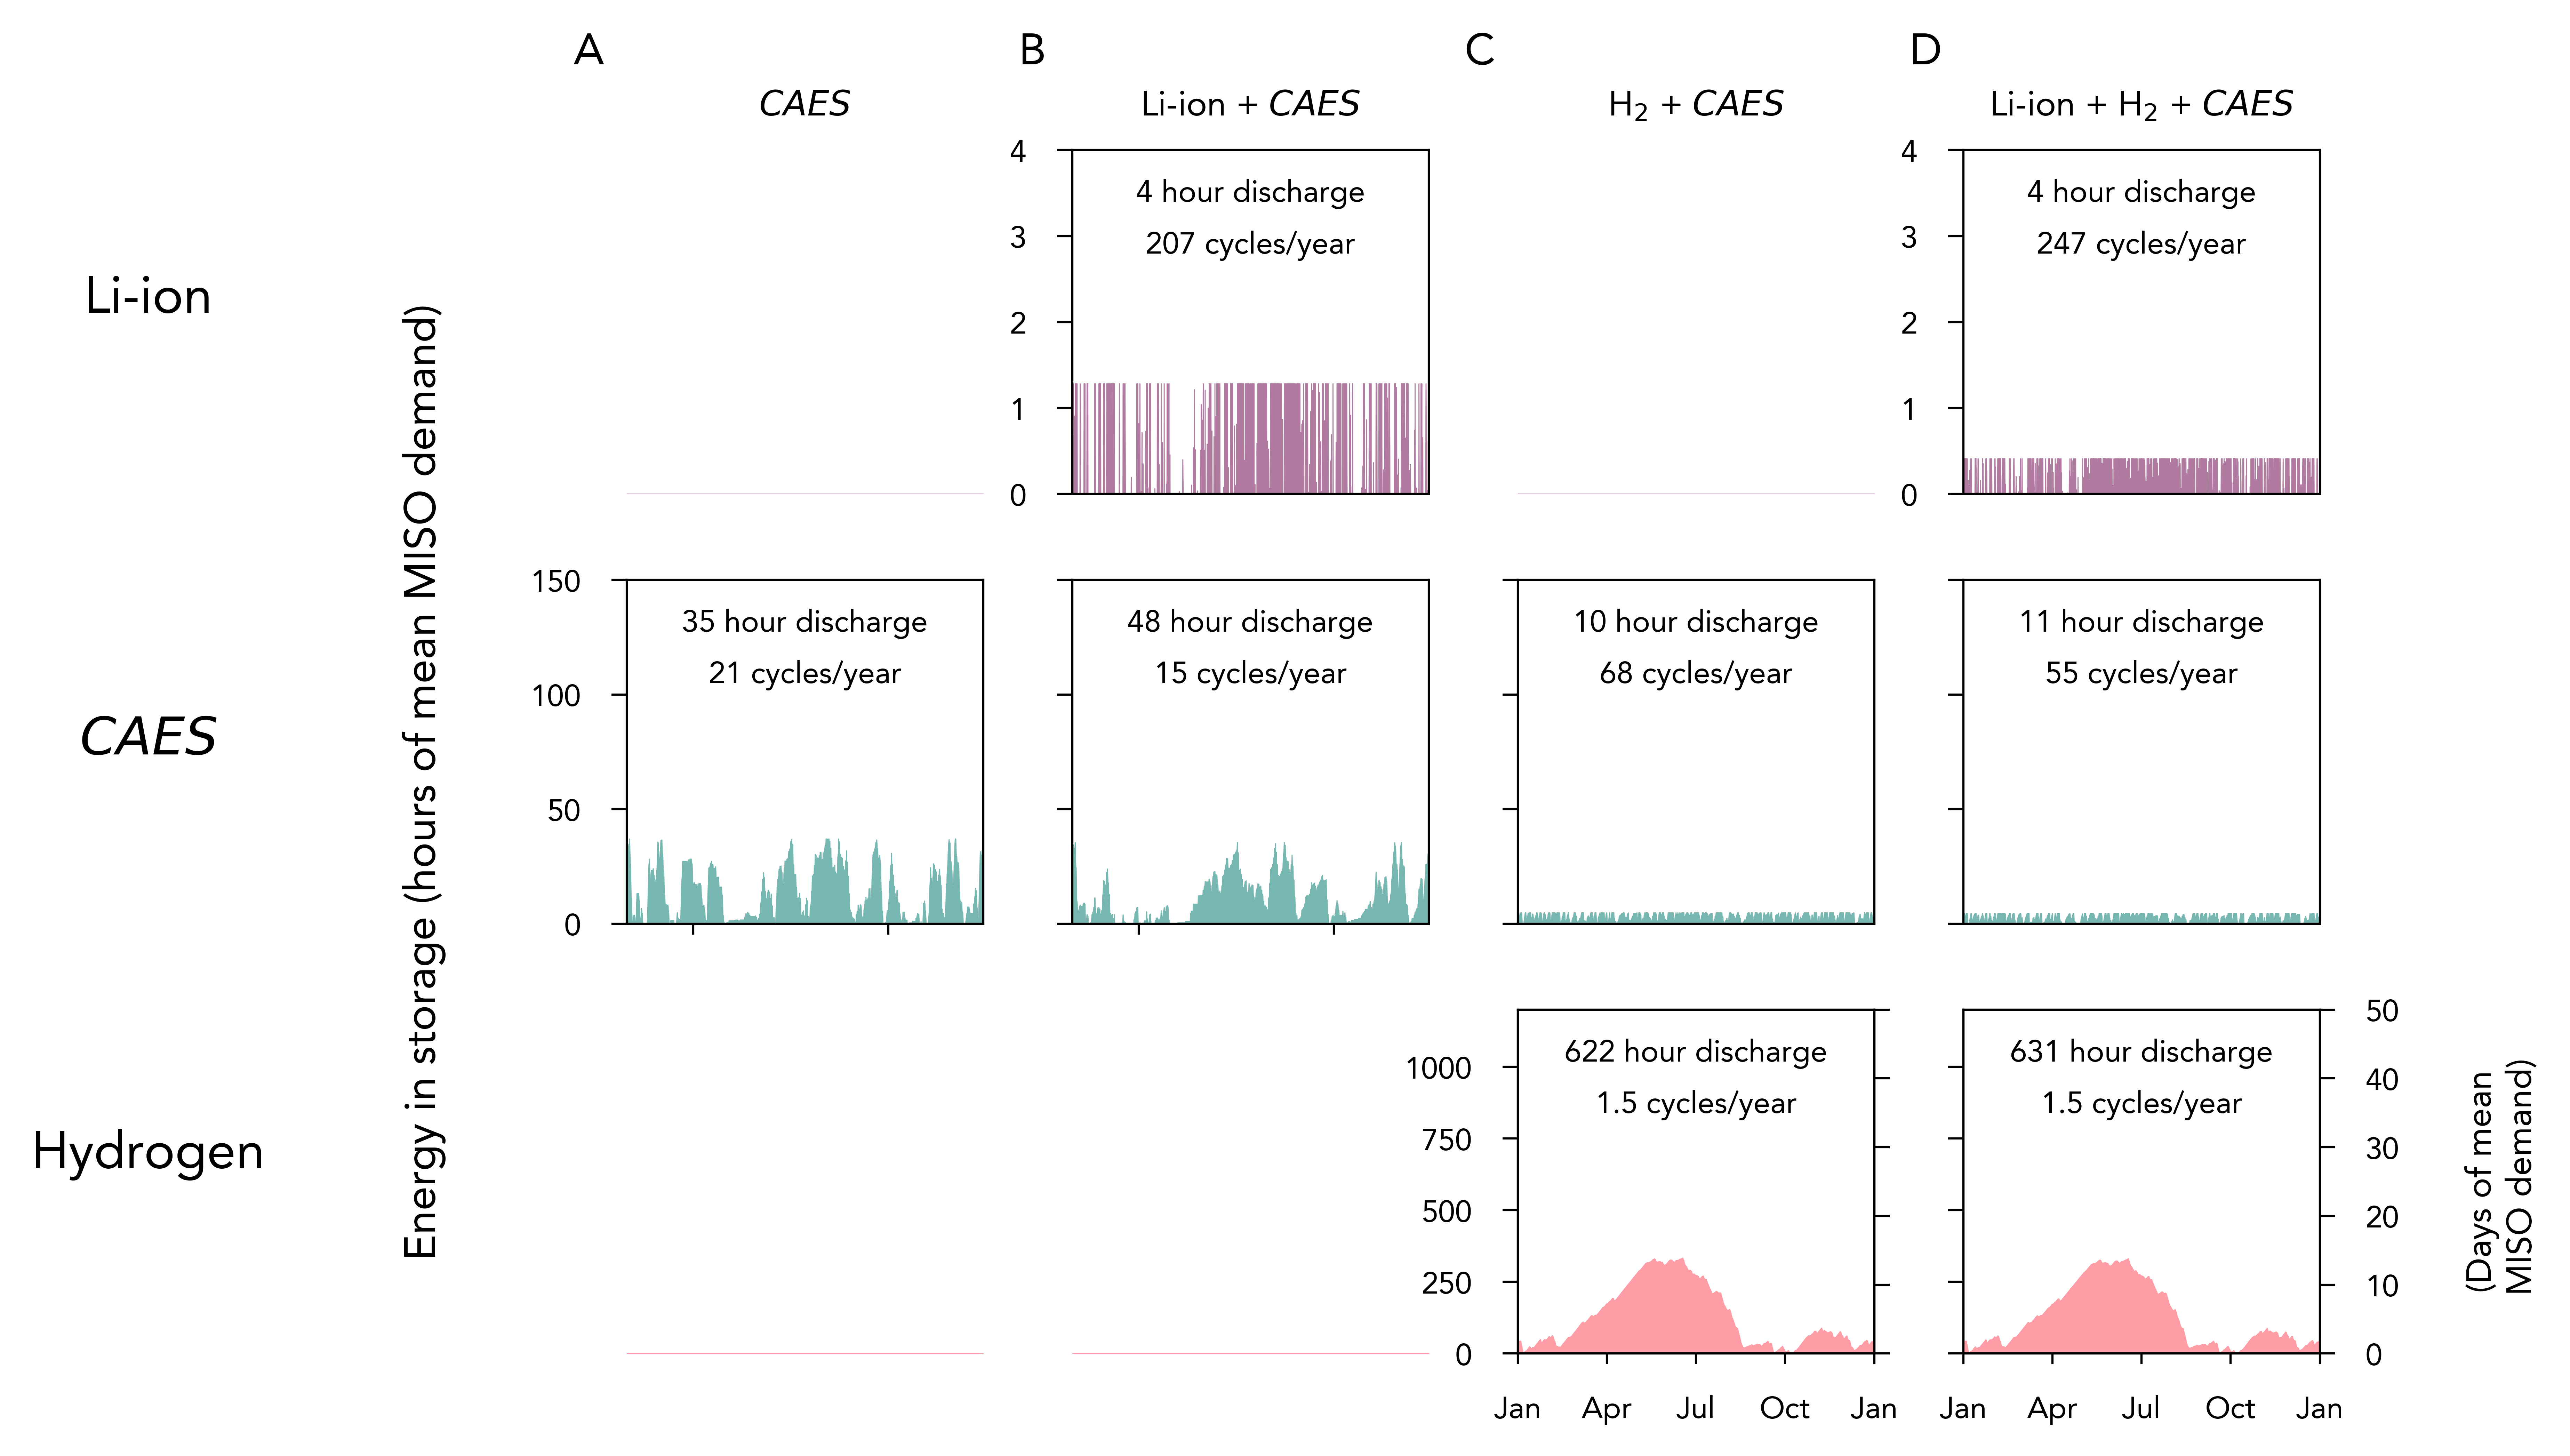 A
B
C
D
CAES
Li-ion + CAES
H₂ + CAES
Li-ion + H₂ + CAES
Li-ion
CAES
Hydrogen
Energy in storage (hours of mean MISO demand)
4
3
2
1
0
4 hour discharge
207 cycles/year
4
3
2
1
0
4 hour discharge
247 cycles/year
150
100
50
0
35 hour discharge
21 cycles/year
48 hour discharge
15 cycles/year
10 hour discharge
68 cycles/year
11 hour discharge
55 cycles/year
1000
750
500
250
0
622 hour discharge
1.5 cycles/year
Jan
Apr
Jul
Oct
Jan
631 hour discharge
1.5 cycles/year
Jan
Apr
Jul
Oct
Jan
50
40
30
20
10
0
(Days of mean
MISO demand)